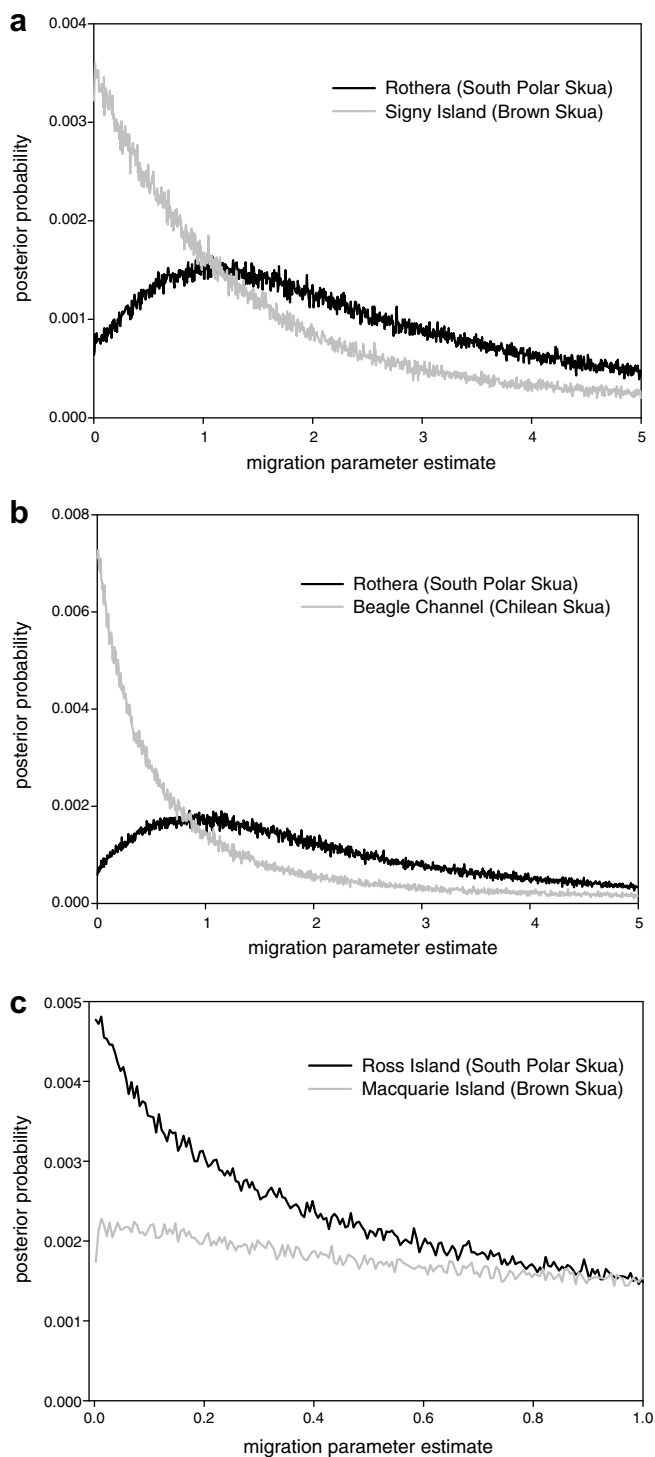 a
0.004
0.003
0.002
0.001
0.000
posterior probability
Rothera (South Polar Skua)
Signy Island (Brown Skua)
0 1 2 3 4 5
migration parameter estimate
b
0.008
0.006
0.004
0.002
0.000
posterior probability
Rothera (South Polar Skua)
Beagle Channel (Chilean Skua)
0 1 2 3 4 5
migration parameter estimate
c
0.005
0.004
0.003
0.002
0.001
0.000
posterior probability
Ross Island (South Polar Skua)
Macquarie Island (Brown Skua)
0.0 0.2 0.4 0.6 0.8 1.0
migration parameter estimate